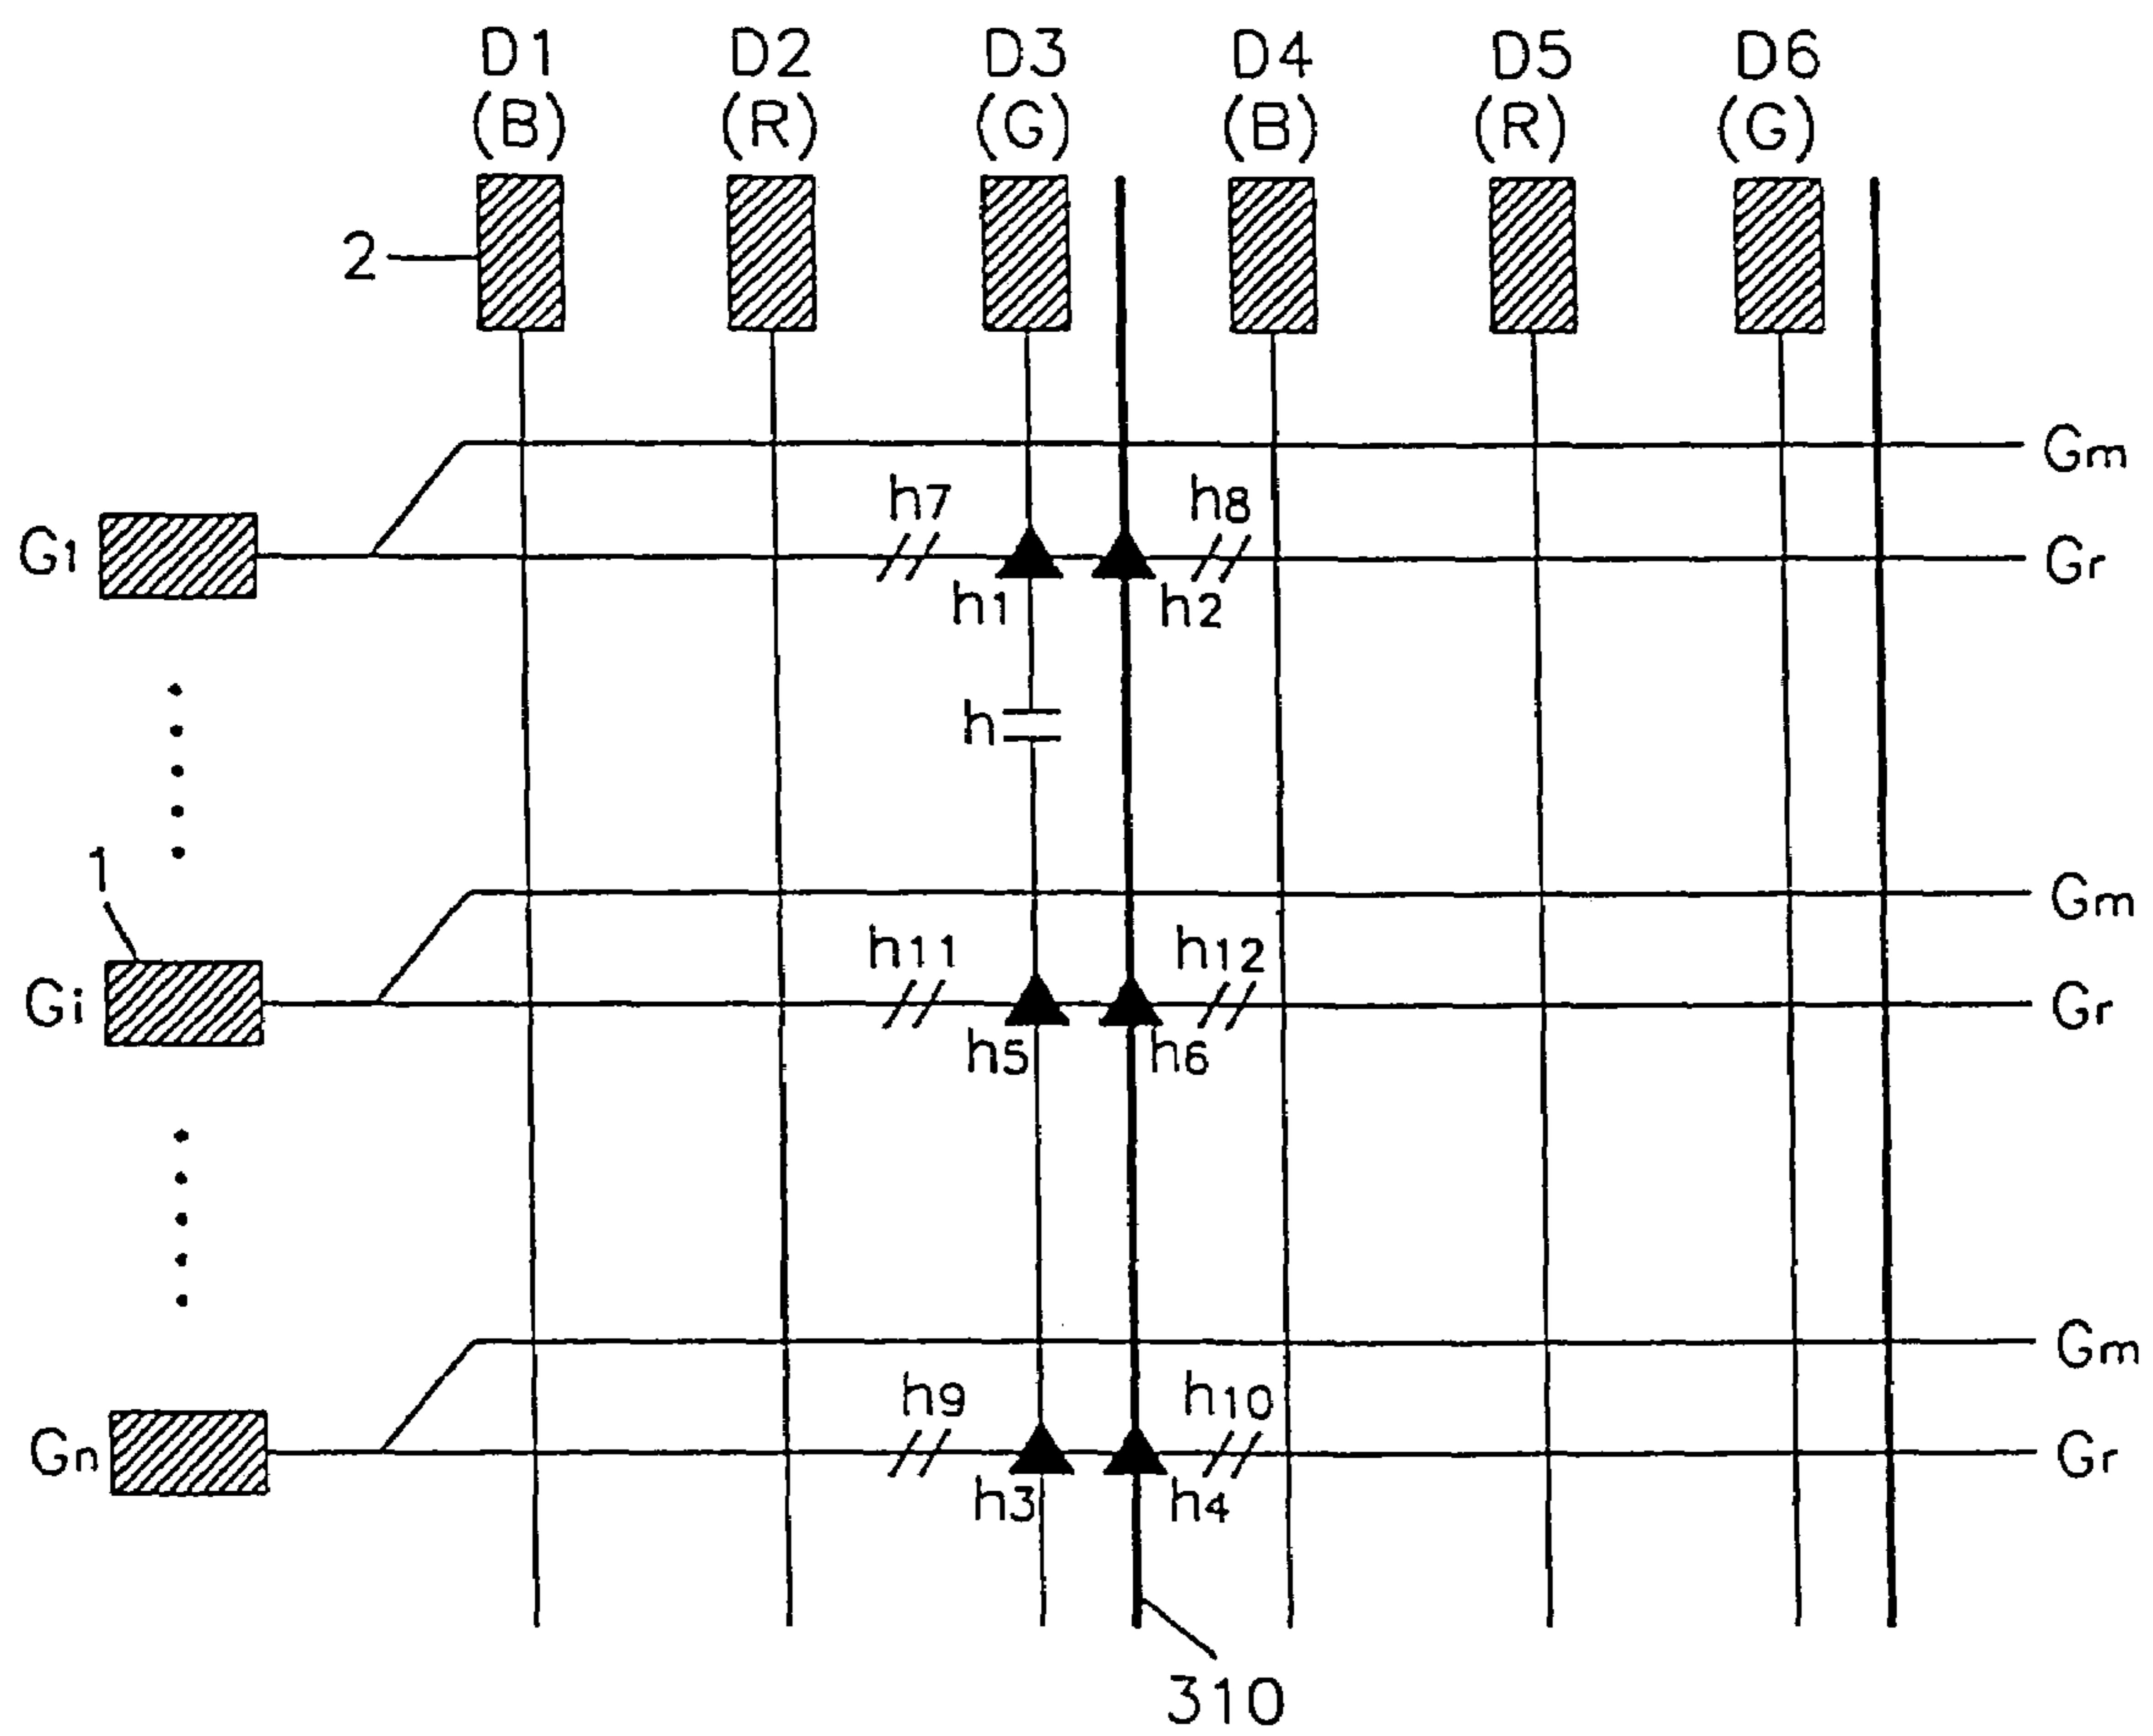 D1 D2 D3 D4 D5 D6
(B) (R) (G) (B) (R) (G)
2
Gm
h7 h8
G1 Gr
h1 h2
h
1
Gm
h11 h12
Gi Gr
h5 h6
Gm
h9 h10
Gn Gr
h3 h4
310